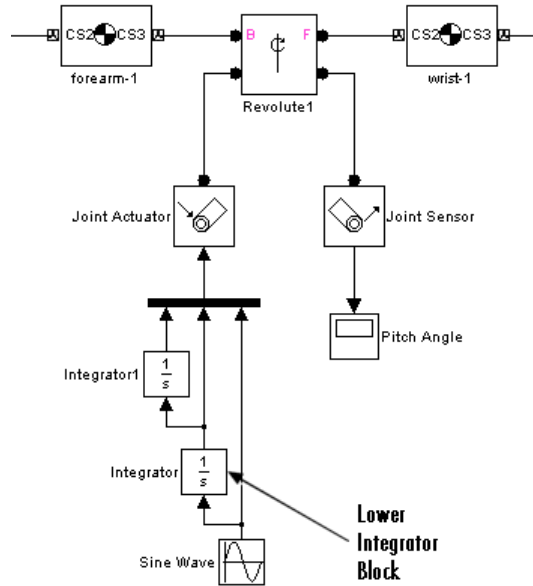 CS2 CS3
B F
CS2 CS3
forearm-1
Revolute1
wrist-1
Joint Actuator
Joint Sensor
Pitch Angle
Integrator1
1
s
Integrator
1
s
Lower
Integrator
Block
Sine Wave